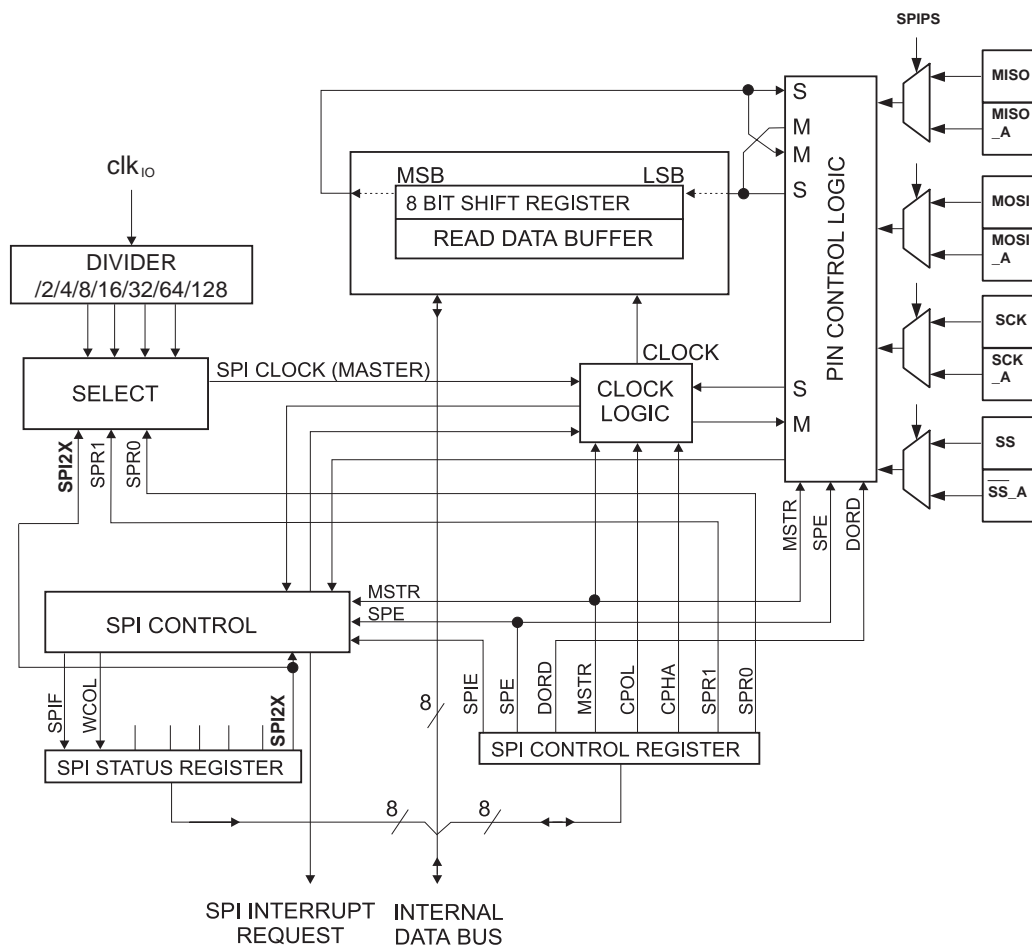 SPIPS
MISO
MISO
_A
MOSI
MOSI
_A
SCK
SCK
_A
SS
SS_A
S
M
M
S
S
M
PIN CONTROL LOGIC
MSTR
SPE
DORD
MSB
LSB
8 BIT SHIFT REGISTER
READ DATA BUFFER
clkIO
DIVIDER
/2/4/8/16/32/64/128
SELECT
SPI CLOCK (MASTER)
CLOCK
CLOCK
LOGIC
SPI2X
SPR1
SPR0
MSTR
SPE
SPI CONTROL
SPIF
WCOL
SPI2X
SPI STATUS REGISTER
8
SPIE
SPE
DORD
MSTR
CPOL
CPHA
SPR1
SPR0
SPI CONTROL REGISTER
8
8
SPI INTERRUPT
REQUEST
INTERNAL
DATA BUS